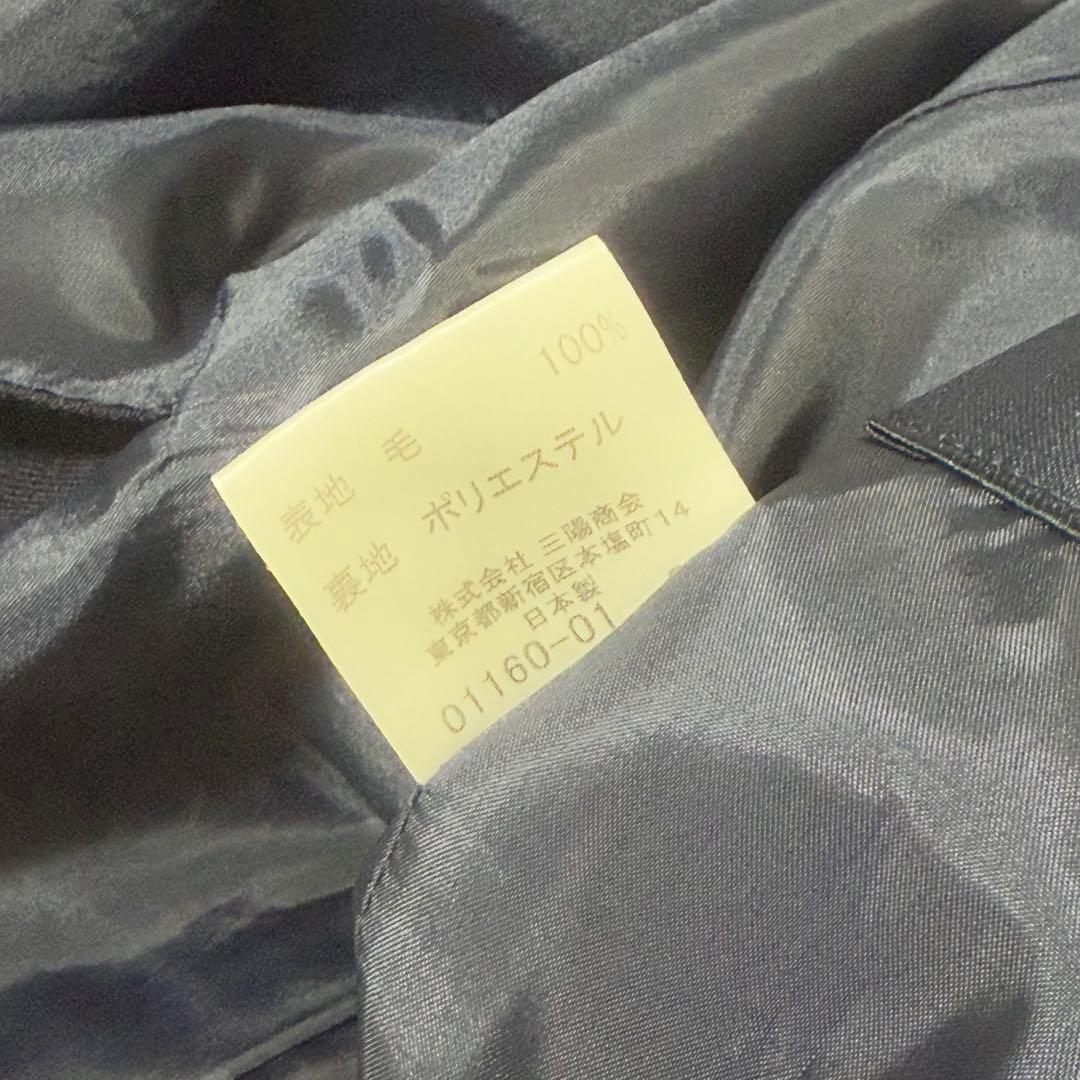 表地 毛 100%
裏地 ポリエステル
株式会社 三陽商会
東京都新宿区本塩町14
日本製
01160-01